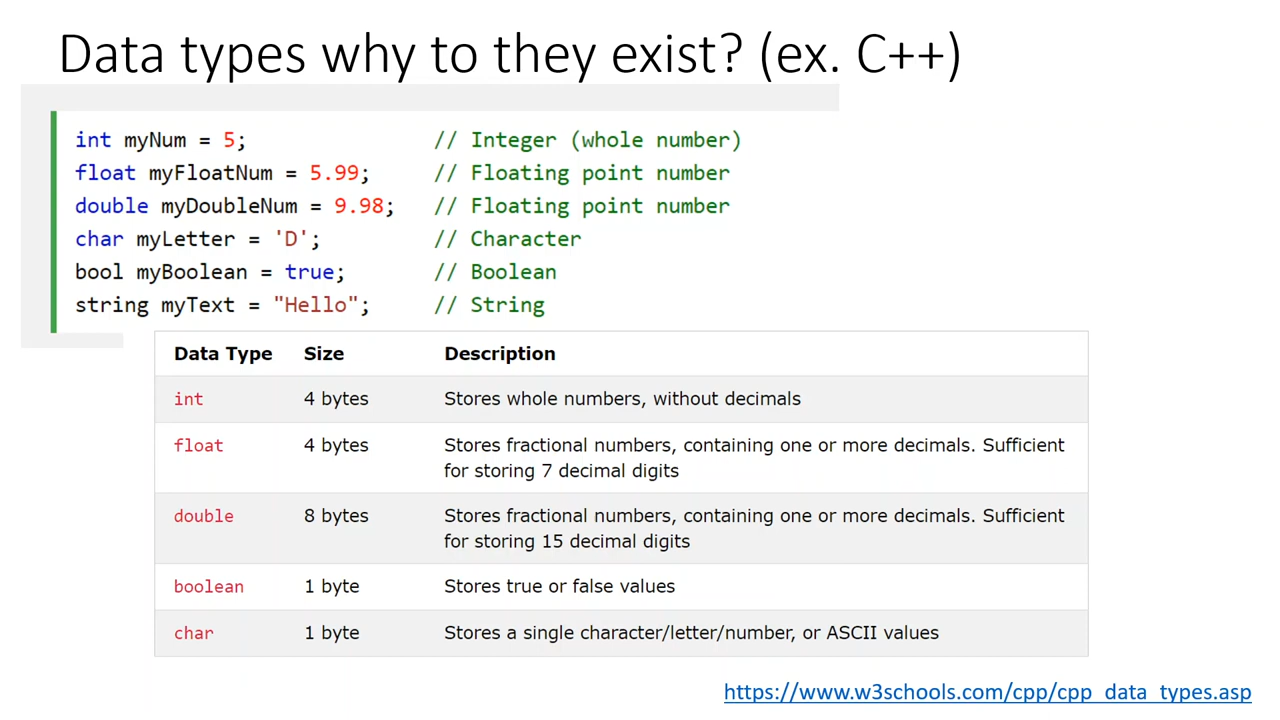 Data types why to they exist? (ex. C++)
int myNum = 5; // Integer (whole number)
float myFloatNum = 5.99; // Floating point number
double myDoubleNum = 9.98; // Floating point number
char myLetter = 'D'; // Character
bool myBoolean = true; // Boolean
string myText = "Hello"; // String
Data Type Size Description
int 4 bytes Stores whole numbers, without decimals
float 4 bytes Stores fractional numbers, containing one or more decimals. Sufficient
for storing 7 decimal digits
double 8 bytes Stores fractional numbers, containing one or more decimals. Sufficient
for storing 15 decimal digits
boolean 1 byte Stores true or false values
char 1 byte Stores a single character/letter/number, or ASCII values
https://www.w3schools.com/cpp/cpp_data_types.asp